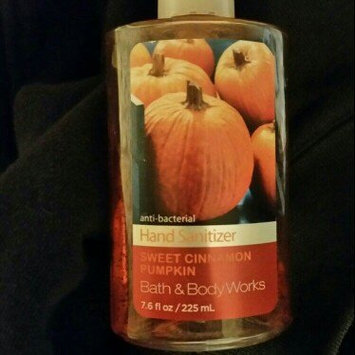 anti-bacterial
Hand Sanitizer
SWEET CINNAMON
PUMPKIN
Bath & Body Works
7.6 fl oz / 225 mL